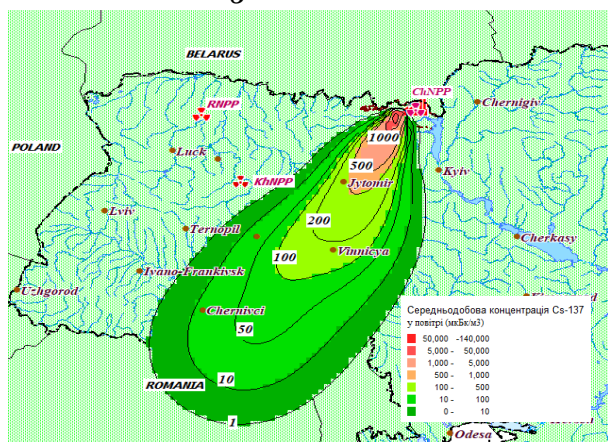 BELARUS
ChNPP
RNPP
Chernigiv
1000
POLAND
Luck
500
Kyiv
KhNPP
Jytomir
Lviv
200
Ternopil
Cherkasy
Vinnicya
100
Ivano-Frankivsk
Uzhgorod
Chernivci
Середньодобова концентрація Cs-137
у повітрі (мкБк/м3)
50
50,000 -140,000
5,000 - 50,000
1,000 - 5,000
500 - 1,000
ROMANIA
10
100 - 500
10 - 100
0 - 10
1
Odesa